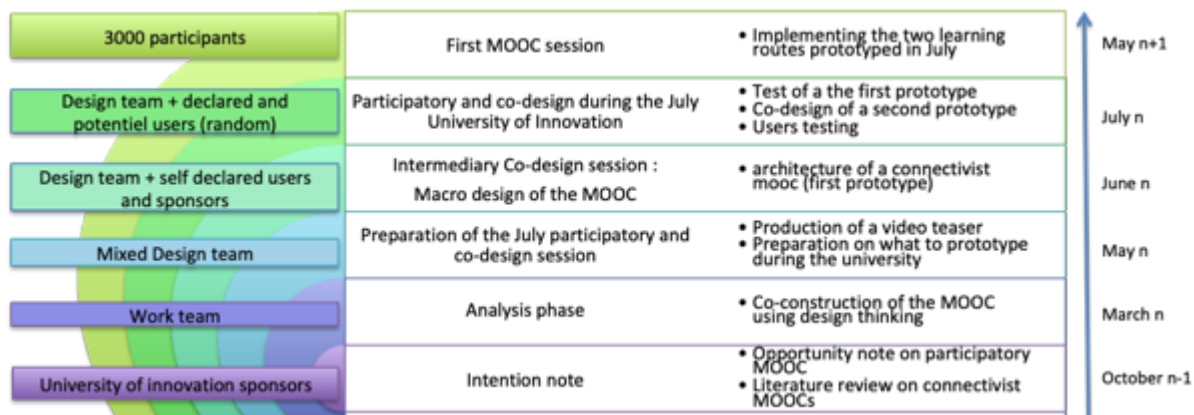 3000 participants
First MOOC session
• Implementing the two learning
routes prototyped in July
May n+1
Design team + declared and
potentiel users (random)
Participatory and co-design during the July
University of Innovation
• Test of a the first prototype
• Co-design of a second prototype
• Users testing
July n
Design team + self declared users
and sponsors
Intermediary Co-design session :
Macro design of the MOOC
• architecture of a connectivist
mooc (first prototype)
June n
Mixed Design team
Preparation of the July participatory and
co-design session
• Production of a video teaser
• Preparation on what to prototype
during the university
May n
Work team
Analysis phase
• Co-construction of the MOOC
using design thinking
March n
University of innovation sponsors
Intention note
• Opportunity note on participatory
MOOC
• Literature review on connectivist
MOOCs
October n-1